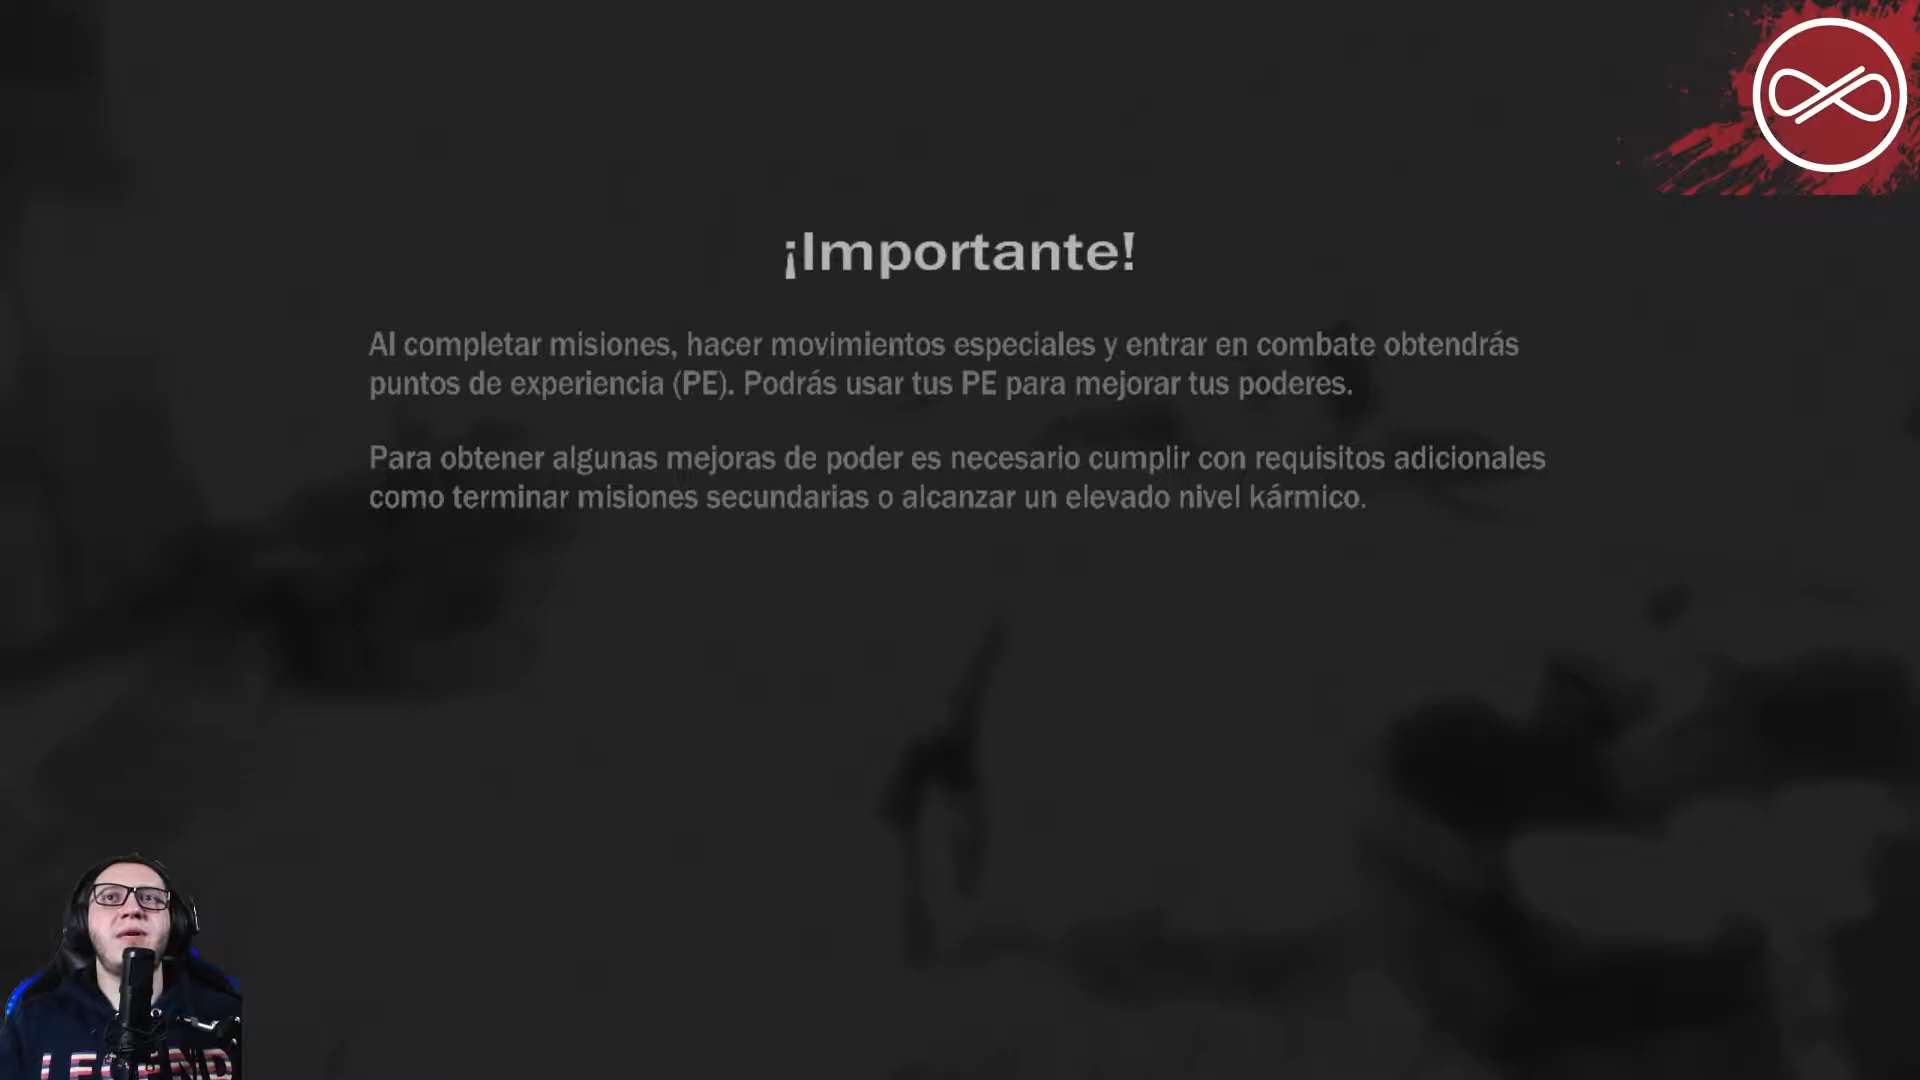 ¡Importante!
Al completar misiones, hacer movimientos especiales y entrar en combate obtendrás
puntos de experiencia (PE). Podrás usar tus PE para mejorar tus poderes.
Para obtener algunas mejoras de poder es necesario cumplir con requisitos adicionales
como terminar misiones secundarias o alcanzar un elevado nivel kármico.